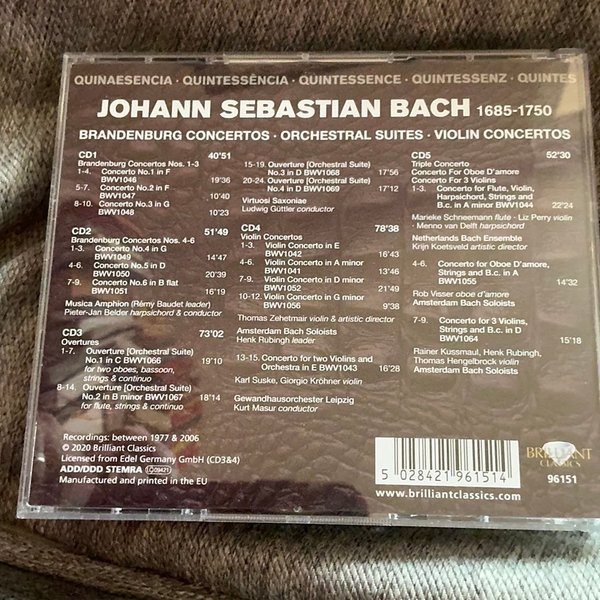 QUINAESENCIA · QUINTESSÈNCIA · QUINTESSENCE · QUINTESSENZ · QUINTES
JOHANN SEBASTIAN BACH 1685-1750
BRANDENBURG CONCERTOS · ORCHESTRAL SUITES · VIOLIN CONCERTOS
CD1 40'51
Brandenburg Concertos Nos. 1-3
1-4. Concerto No.1 in F
BWV1046 19'36
5-7. Concerto No.2 in F
BWV1047 10'40
8-10. Concerto No.3 in G
BWV1048 10'23
CD2 51'49
Brandenburg Concertos Nos. 4-6
1-3. Concerto No.4 in G
BWV1049 14'47
4-6. Concerto No.5 in D
BWV1050 20'39
7-9. Concerto No.6 in B flat
BWV1051 16'19
Musica Amphion (Rémy Baudet leader)
Pieter-Jan Belder harpsichord & conductor
CD3 73'02
Overtures
1-7. Ouverture [Orchestral Suite]
No.1 in C BWV1066 19'10
for two oboes, bassoon,
strings & continuo
8-14. Ouverture [Orchestral Suite]
No.2 in B minor BWV1067 18'14
for flute, strings & continuo
15-19. Ouverture [Orchestral Suite]
No.3 in D BWV1068 17'56
20-24. Ouverture [Orchestral Suite]
No.4 in D BWV1069 17'12
Virtuosi Saxoniae
Ludwig Güttler conductor
CD4 78'38
Violin Concertos
1-3. Violin Concerto in E
BWV1042 16'43
4-6. Violin Concerto in A minor
BWV1041 13'46
7-9. Violin Concerto in D minor
BWV1052 21'49
10-12. Violin Concerto in G minor
BWV1056 9'38
Thomas Zehetmair violin & artistic director
Amsterdam Bach Soloists
Henk Rubingh leader
13-15. Concerto for two Violins and
Orchestra in E BWV1043 16'28
Karl Suske, Giorgio Kröhner violin
Gewandhausorchester Leipzig
Kurt Masur conductor
CD5 52'30
Triple Concerto
Concerto For Oboe D'amore
Concerto For 3 Violins
1-3. Concerto for Flute, Violin,
Harpsichord, Strings and
B.c. in A minor BWV1044 22'24
Marieke Schneemann flute · Liz Perry violin
· Menno van Delft harpsichord
Netherlands Bach Ensemble
Krijn Koetsveld artistic director
4-6. Concerto for Oboe D'amore,
Strings and B.c. in A
BWV1055 14'32
Rob Visser oboe d'amore
Amsterdam Bach Soloists
7-9. Concerto for 3 Violins,
Strings and B.c. in D
BWV1064 15'18
Rainer Kussmaul, Henk Rubingh,
Thomas Hengelbrock violin
Amsterdam Bach Soloists
Recordings: between 1977 & 2006
℗ © 2020 Brilliant Classics
Licensed from Edel Germany GmbH (CD3&4)
ADD/DDD STEMRA LC 09421
Manufactured and printed in the EU
5 028421 961514
www.brilliantclassics.com
BRILLIANT
CLASSICS
96151